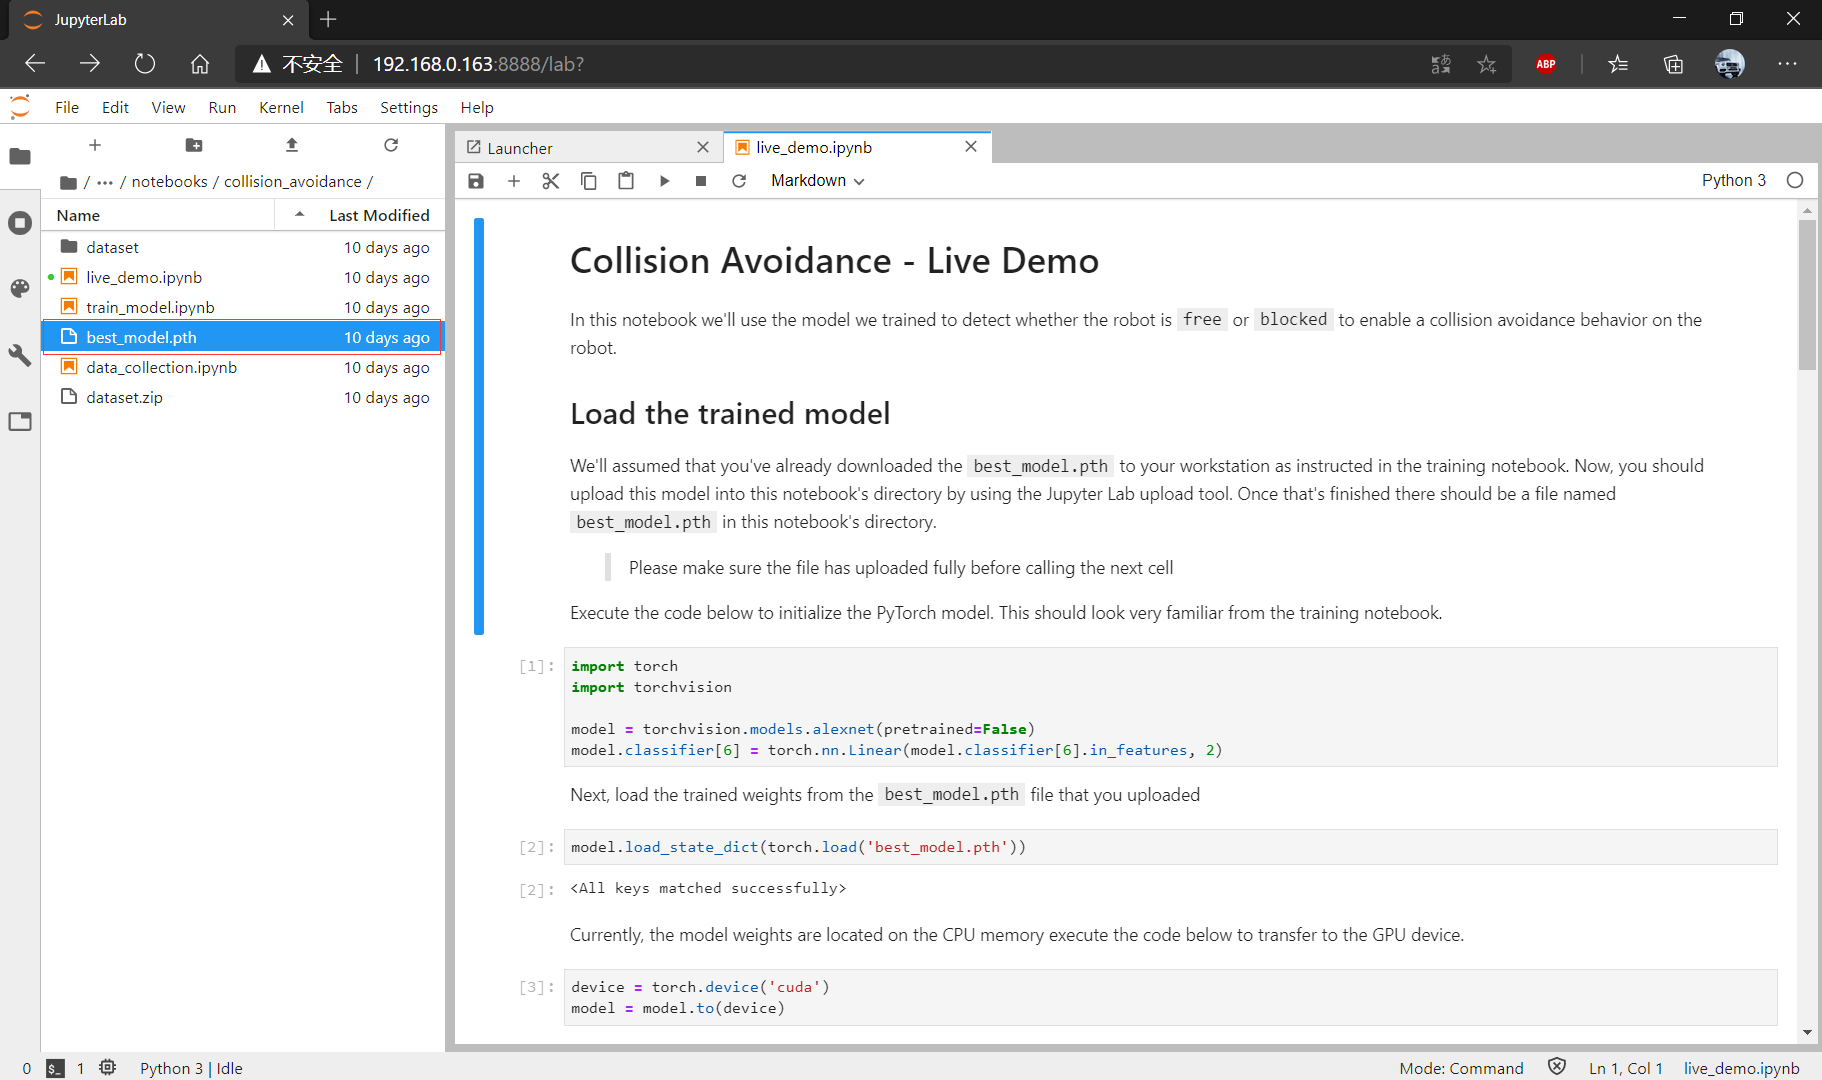 JupyterLab
不安全 | 192.168.0.163:8888/lab?
ABP
File Edit View Run Kernel Tabs Settings Help
/ ··· / notebooks / collision_avoidance /
Name Last Modified
dataset 10 days ago
live_demo.ipynb 10 days ago
train_model.ipynb 10 days ago
best_model.pth 10 days ago
data_collection.ipynb 10 days ago
dataset.zip 10 days ago
Launcher
live_demo.ipynb
Markdown
Python 3
Collision Avoidance - Live Demo
In this notebook we'll use the model we trained to detect whether the robot is free or blocked to enable a collision avoidance behavior on the
robot.
Load the trained model
We'll assumed that you've already downloaded the best_model.pth to your workstation as instructed in the training notebook. Now, you should
upload this model into this notebook's directory by using the Jupyter Lab upload tool. Once that's finished there should be a file named
best_model.pth in this notebook's directory.
Please make sure the file has uploaded fully before calling the next cell
Execute the code below to initialize the PyTorch model. This should look very familiar from the training notebook.
[1]: import torch
import torchvision
model = torchvision.models.alexnet(pretrained=False)
model.classifier[6] = torch.nn.Linear(model.classifier[6].in_features, 2)
Next, load the trained weights from the best_model.pth file that you uploaded
[2]: model.load_state_dict(torch.load('best_model.pth'))
[2]: <All keys matched successfully>
Currently, the model weights are located on the CPU memory execute the code below to transfer to the GPU device.
[3]: device = torch.device('cuda')
model = model.to(device)
0 $_ 1 Python 3 | Idle
Mode: Command Ln 1, Col 1 live_demo.ipynb